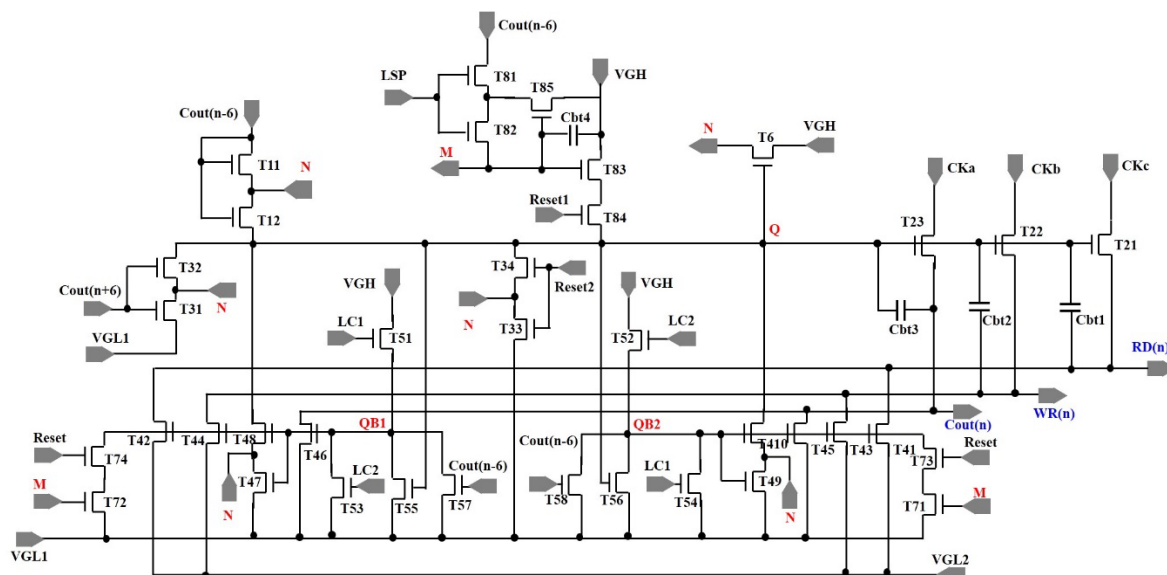 Cout(n-6)
LSP
T81
T85
VGH
Cout(n-6)
T82
Cbt4
N
T6
VGH
T11
N
M
T83
CKa
CKb
CKc
T12
Reset1
T84
Q
T23
T22
T21
T32
VGH
T34
VGH
Cout(n+6)
N
Reset2
T31
N
T33
Cbt3
Cbt2
Cbt1
VGL1
LC1
T51
T52
LC2
RD(n)
WR(n)
Cout(n)
Reset
T42
T44
T48
T46
QB1
QB2
T410
T45
T43
T41
Reset
T74
Cout(n-6)
T73
M
T72
T47
LC2
Cout(n-6)
LC1
T49
M
N
T53
T55
T57
T58
T56
T54
N
T71
VGL1
VGL2